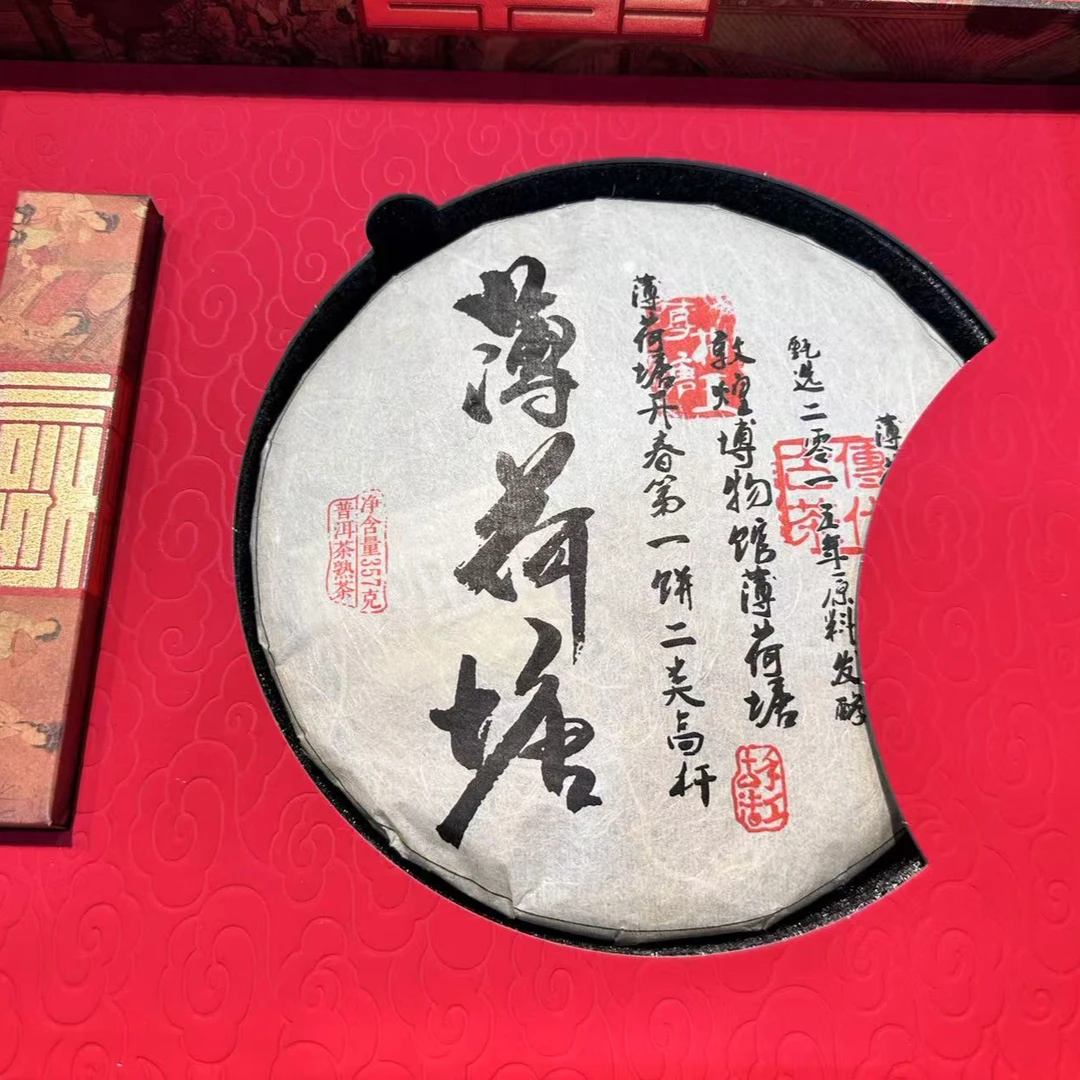 薄
甄选二零一五年原料发酵
敦煌博物馆薄荷塘
薄荷塘开春第一饼二类高杆
薄荷塘
净含量357克
普洱茶熟茶